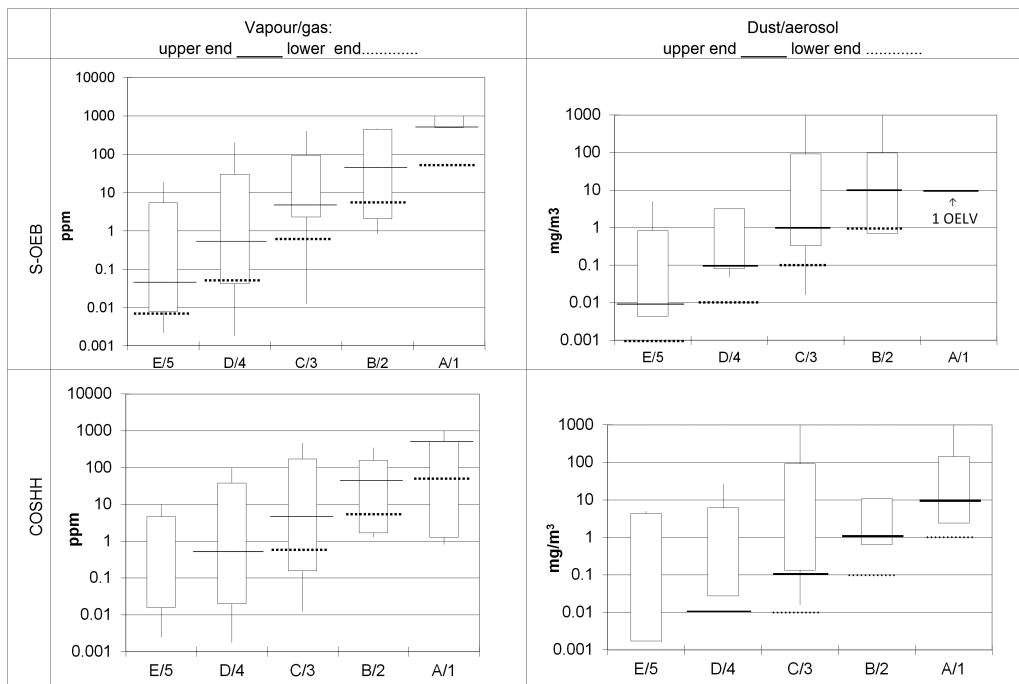 Vapour/gas:
upper end _____ lower end.............
Dust/aerosol
upper end _____ lower end .............
S-OEB
ppm
10000
1000
100
10
1
0.1
0.01
0.001
E/5 D/4 C/3 B/2 A/1
mg/m3
1000
100
10
1
0.1
0.01
0.001
↑
1 OELV
E/5 D/4 C/3 B/2 A/1
COSHH
ppm
10000
1000
100
10
1
0.1
0.01
0.001
E/5 D/4 C/3 B/2 A/1
mg/m³
1000
100
10
1
0.1
0.01
0.001
E/5 D/4 C/3 B/2 A/1